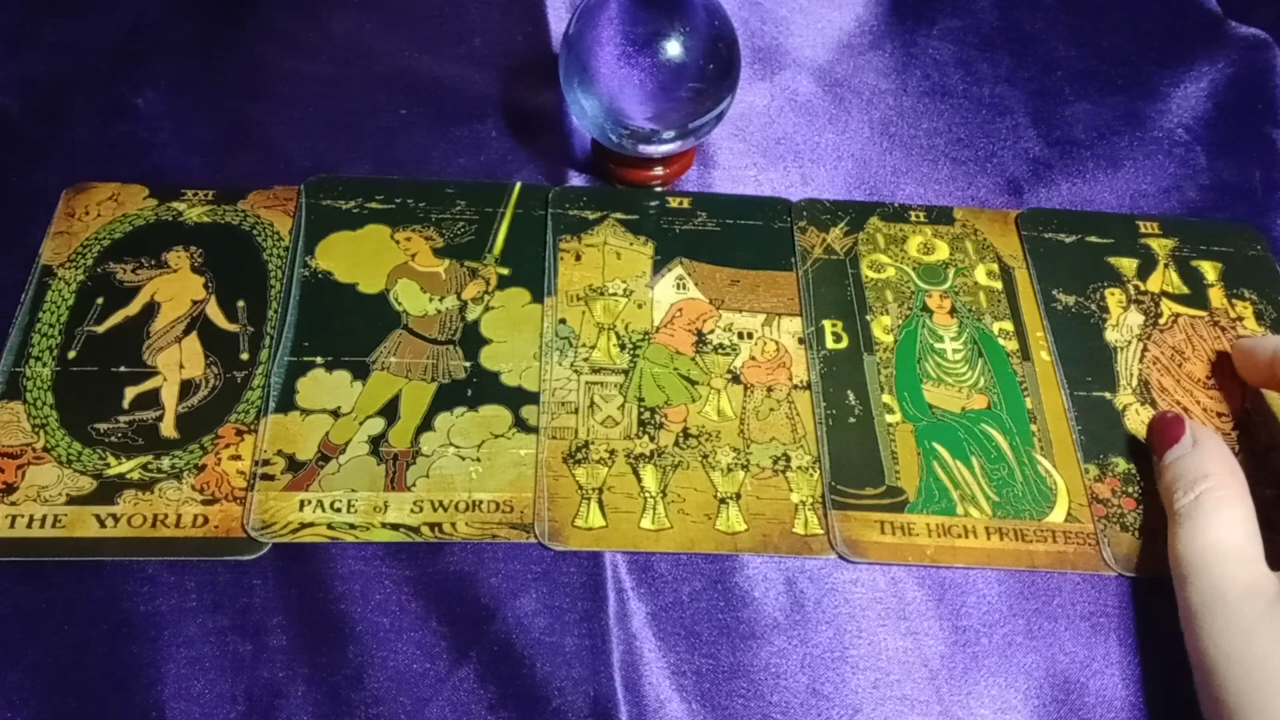 XXI
THE WORLD.
PAGE of SWORDS.
VI
II
B
THE HIGH PRIESTESS
III